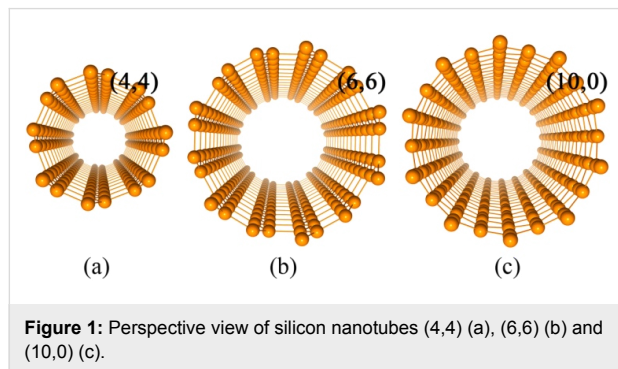 (4,4)
(6,6)
(10,0)
(a)
(b)
(c)
Figure 1: Perspective view of silicon nanotubes (4,4) (a), (6,6) (b) and
(10,0) (c).